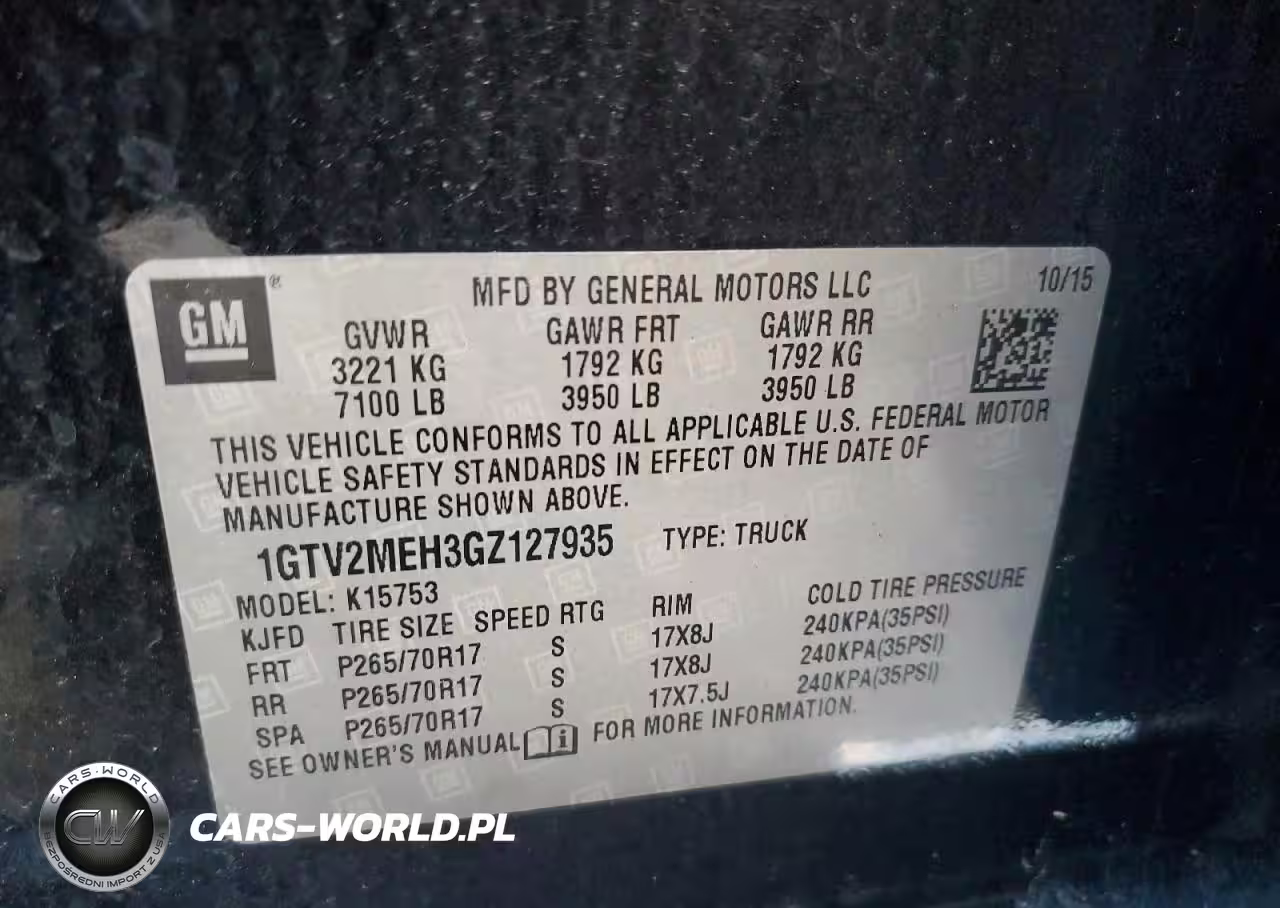 GM®
MFD BY GENERAL MOTORS LLC 10/15
GVWR GAWR FRT GAWR RR
3221 KG 1792 KG 1792 KG
7100 LB 3950 LB 3950 LB
THIS VEHICLE CONFORMS TO ALL APPLICABLE U.S. FEDERAL MOTOR
VEHICLE SAFETY STANDARDS IN EFFECT ON THE DATE OF
MANUFACTURE SHOWN ABOVE.
1GTV2MEH3GZ127935 TYPE: TRUCK
MODEL: K15753
KJFD TIRE SIZE SPEED RTG RIM COLD TIRE PRESSURE
FRT P265/70R17 S 17X8J 240KPA(35PSI)
RR P265/70R17 S 17X8J 240KPA(35PSI)
SPA P265/70R17 S 17X7.5J 240KPA(35PSI)
SEE OWNER'S MANUAL i FOR MORE INFORMATION.
CARS-WORLD
CW
BEZPOŚREDNI IMPORT Z USA
CARS-WORLD.PL